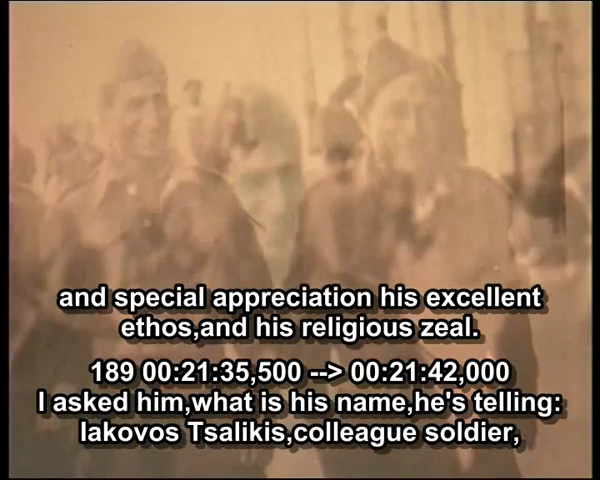 and special appreciation his excellent
ethos,and his religious zeal.
189 00:21:35,500 --> 00:21:42,000
I asked him,what is his name,he's telling:
Iakovos Tsalikis,colleague soldier,